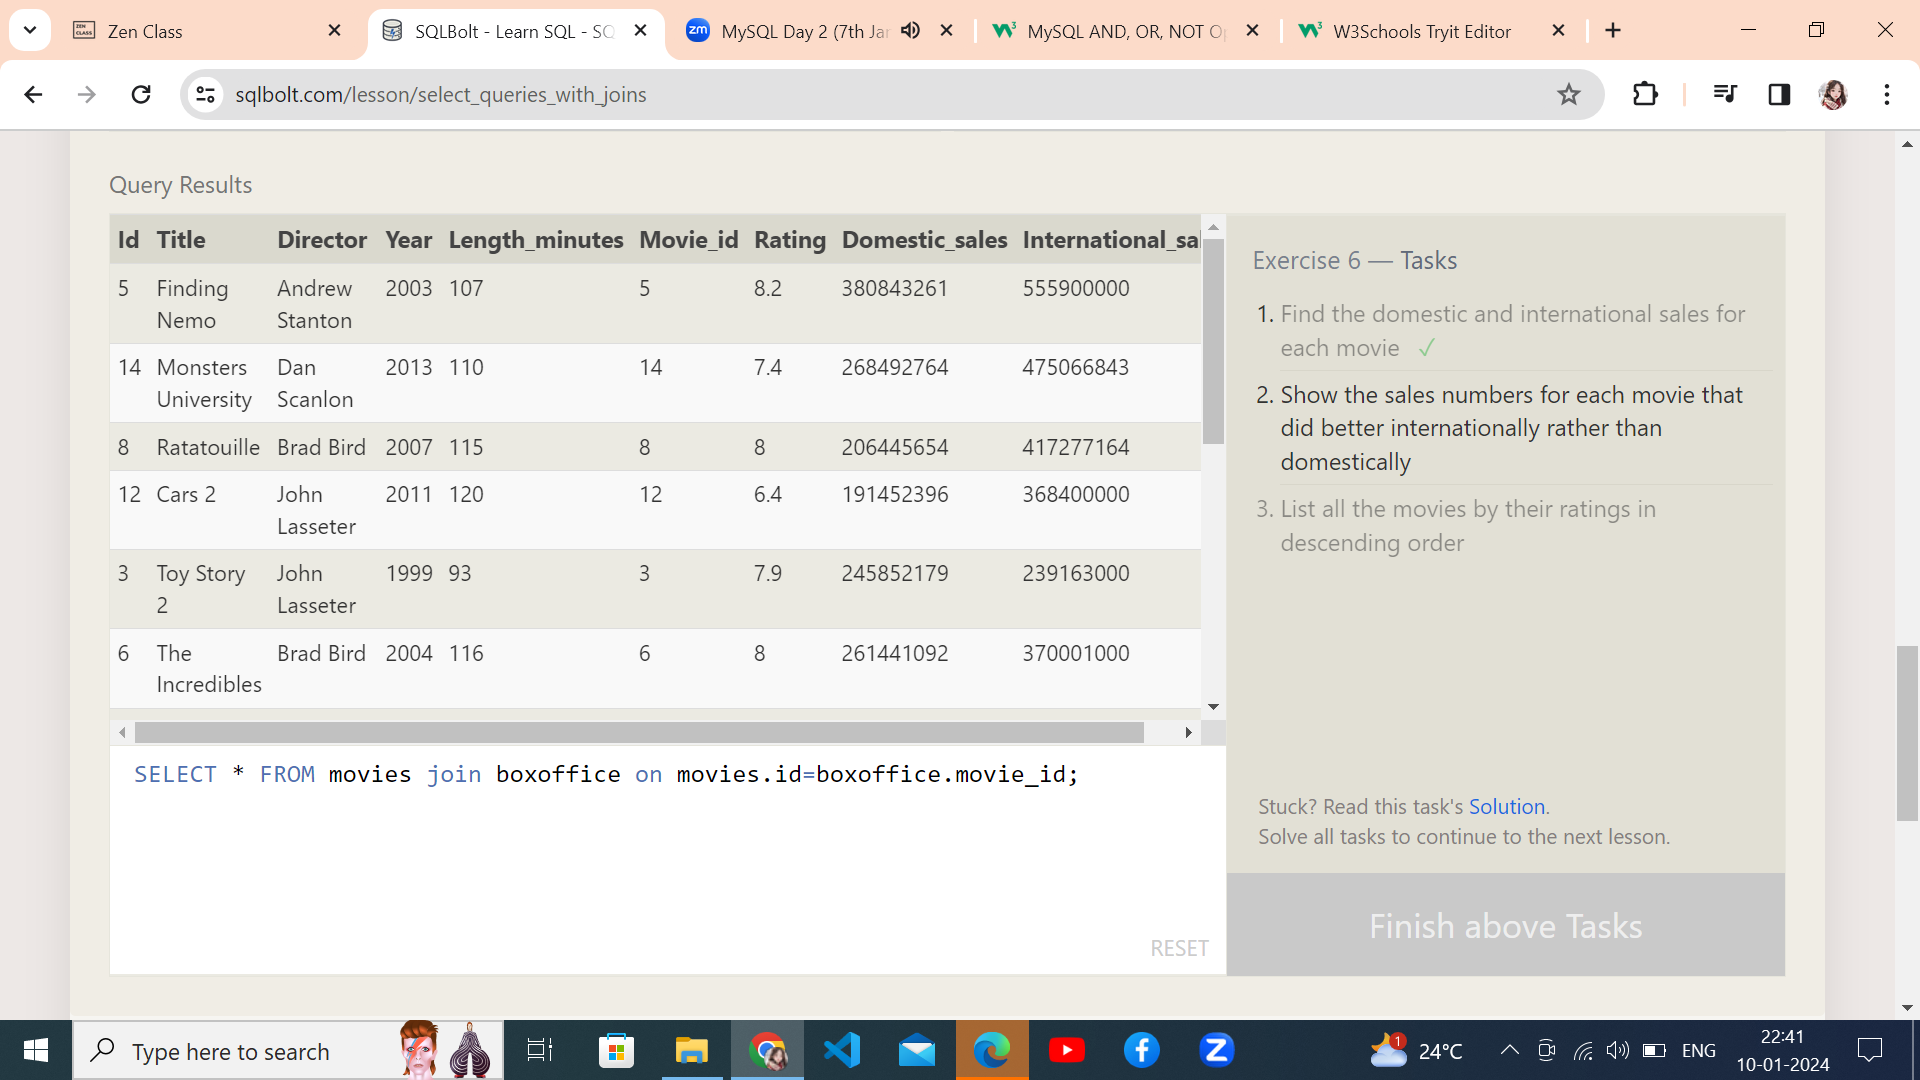 Zen Class
SQLBolt - Learn SQL - SQ
zm MySQL Day 2 (7th Jan
MySQL AND, OR, NOT Op
W3Schools Tryit Editor
sqlbolt.com/lesson/select_queries_with_joins
Query Results
Id Title Director Year Length_minutes Movie_id Rating Domestic_sales International_sal
5 Finding Andrew 2003 107 5 8.2 380843261 555900000
Nemo Stanton
14 Monsters Dan 2013 110 14 7.4 268492764 475066843
University Scanlon
8 Ratatouille Brad Bird 2007 115 8 8 206445654 417277164
12 Cars 2 John 2011 120 12 6.4 191452396 368400000
Lasseter
3 Toy Story John 1999 93 3 7.9 245852179 239163000
2 Lasseter
6 The Brad Bird 2004 116 6 8 261441092 370001000
Incredibles
SELECT * FROM movies join boxoffice on movies.id=boxoffice.movie_id;
RESET
Exercise 6 — Tasks
1. Find the domestic and international sales for
each movie ✓
2. Show the sales numbers for each movie that
did better internationally rather than
domestically
3. List all the movies by their ratings in
descending order
Stuck? Read this task's Solution.
Solve all tasks to continue to the next lesson.
Finish above Tasks
Type here to search
1
24°C
ENG
22:41
10-01-2024